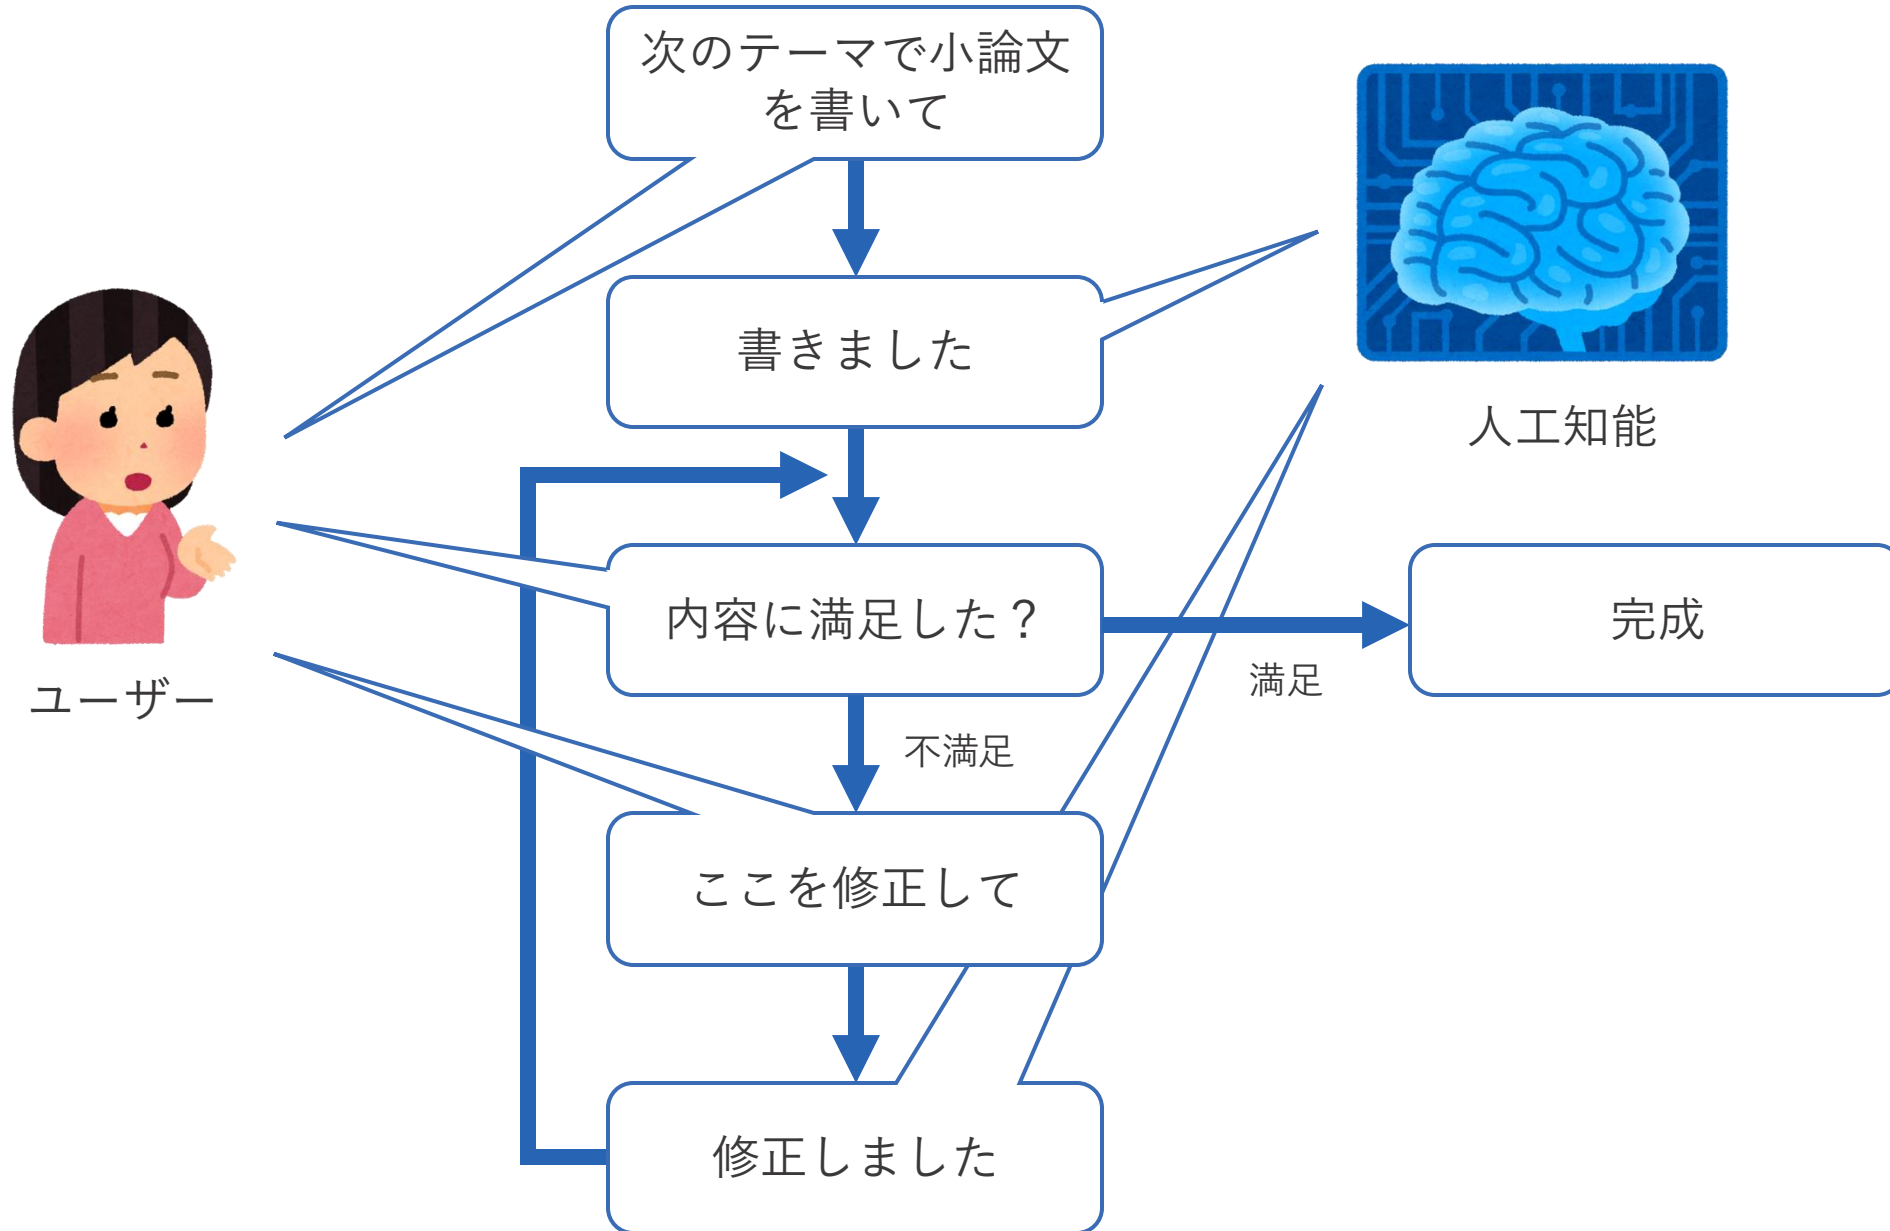 次のテーマで小論文
を書いて
書きました
人工知能
内容に満足した？
完成
満足
ユーザー
不満足
ここを修正して
修正しました